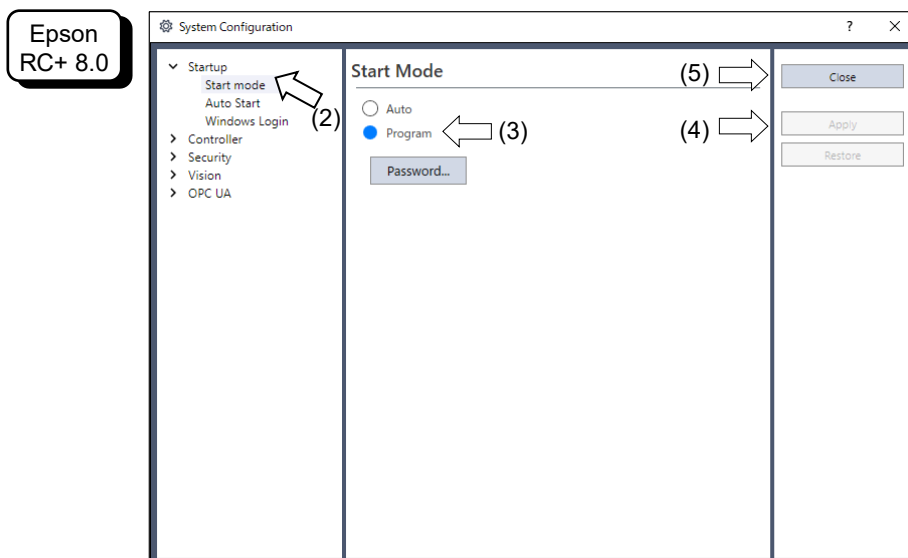 Epson
RC+ 8.0
System Configuration
?
Startup
Start mode
Auto Start
Windows Login
Controller
Security
Vision
OPC UA
(2)
Start Mode
Auto
Program
(3)
Password...
(5)
Close
(4)
Apply
Restore